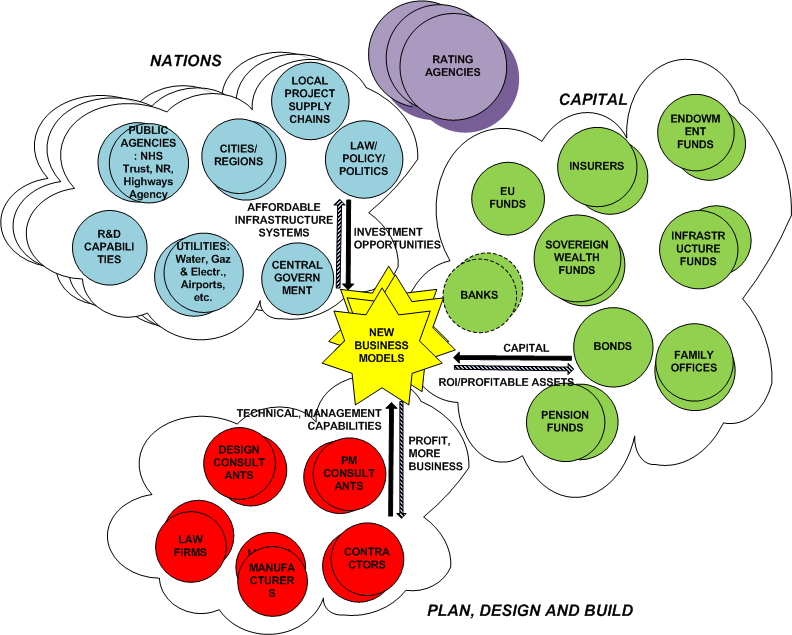 NATIONS
RATING
AGENCIES
CAPITAL
LOCAL
PROJECT
SUPPLY
CHAINS
PUBLIC
AGENCIES
: NHS
Trust, NR,
Highways
Agency
CITIES/
REGIONS
LAW/
POLICY/
POLITICS
R&D
CAPABILI
TIES
UTILITIES:
Water, Gaz
& Electr.,
Airports,
etc.
CENTRAL
GOVERN
MENT
AFFORDABLE
INFRASTRUCTURE
SYSTEMS
INVESTMENT
OPPORTUNITIES
ENDOWM
ENT
FUNDS
INSURERS
EU
FUNDS
SOVEREIGN
WEALTH
FUNDS
INFRASTR
UCTURE
FUNDS
BANKS
BONDS
FAMILY
OFFICES
PENSION
FUNDS
NEW
BUSINESS
MODELS
CAPITAL
ROI/PROFITABLE ASSETS
TECHNICAL, MANAGEMENT
CAPABILITIES
PROFIT,
MORE
BUSINESS
DESIGN
CONSULT
ANTS
PM
CONSULT
ANTS
LAW
FIRMS
MANUFA
CTURER
S
CONTRA
CTORS
PLAN, DESIGN AND BUILD